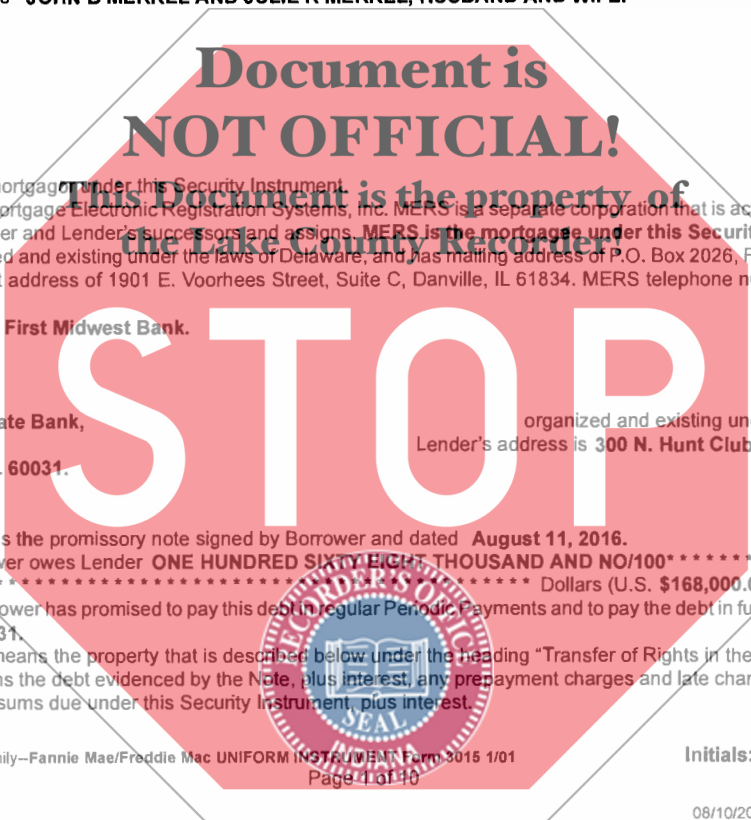 JOHN D MERKEL AND JULIE K MERKEL, HUSBAND AND WIFE.
Document is
NOT OFFICIAL!
This Document is the property of
the Lake County Recorder!
under this Security Instrument.
ortgage Electronic Registration Systems, Inc. MERS is a separate corporation that is ac
er and Lender's successors and assigns. MERS is the mortgagee under this Securit
d and existing under the laws of Delaware, and has mailing address of P.O. Box 2026, F
t address of 1901 E. Voorhees Street, Suite C, Danville, IL 61834. MERS telephone n
First Midwest Bank.
STOP
ate Bank, organized and existing un
Lender's address is 300 N. Hunt Club
60031.
s the promissory note signed by Borrower and dated August 11, 2016.
ver owes Lender ONE HUNDRED SIXTY EIGHT THOUSAND AND NO/100* * * * * * *
* * * * * * * * * * * * * * * * * * * * * * * * * * * * * * * * * * * * * * Dollars (U.S. $168,000.
ower has promised to pay this debt in regular Periodic Payments and to pay the debt in fu
31.
means the property that is described below under the heading “Transfer of Rights in the
ns the debt evidenced by the Note, plus interest, any prepayment charges and late char
sums due under this Security Instrument, plus interest.
RECORDER'S OFFICE
SEAL
INDIANA
ily--Fannie Mae/Freddie Mac UNIFORM INSTRUMENT Form 3015 1/01
Initials:
Page 1 of 10
08/10/20